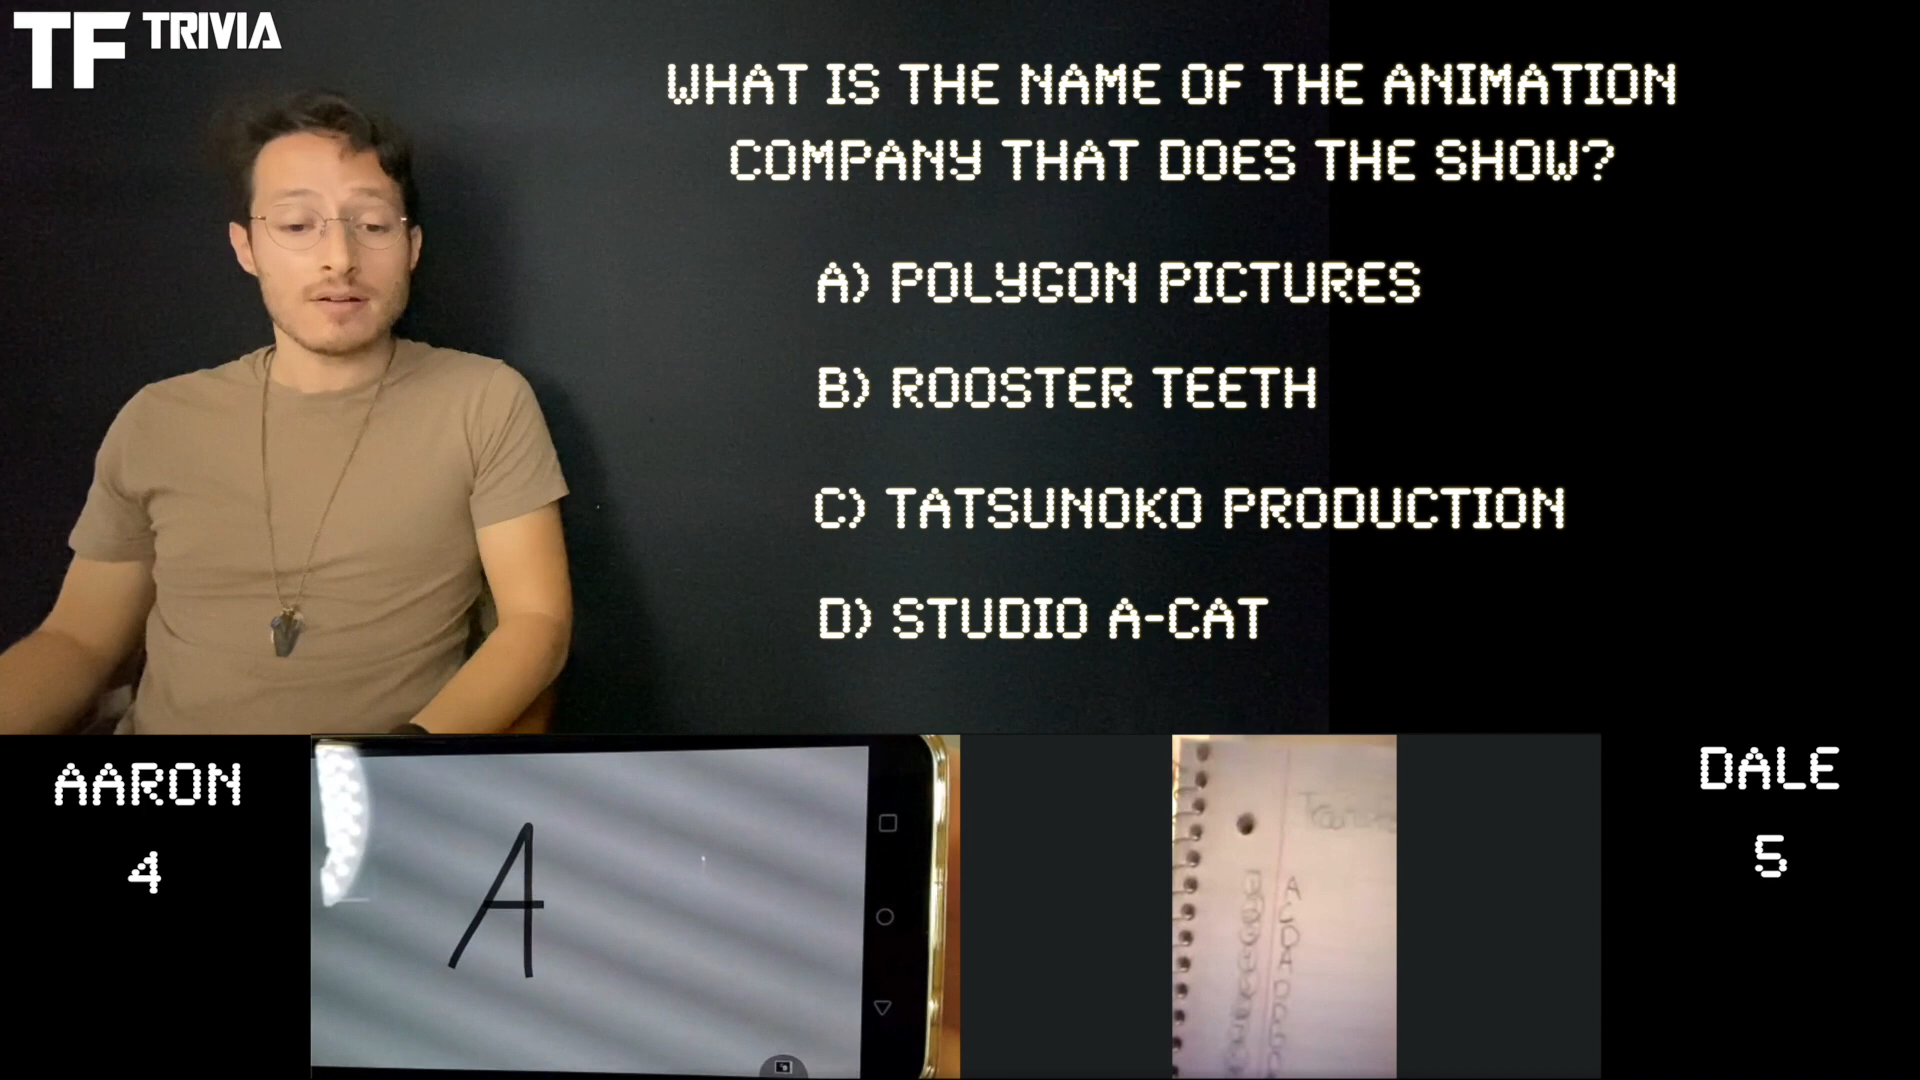 TF TRIVIA
WHAT IS THE NAME OF THE ANIMATION
COMPANY THAT DOES THE SHOW?
A) POLYGON PICTURES
B) ROOSTER TEETH
C) TATSUNOKO PRODUCTION
D) STUDIO A-CAT
AARON
4
A
DALE
5
A
C
D
A
D
D